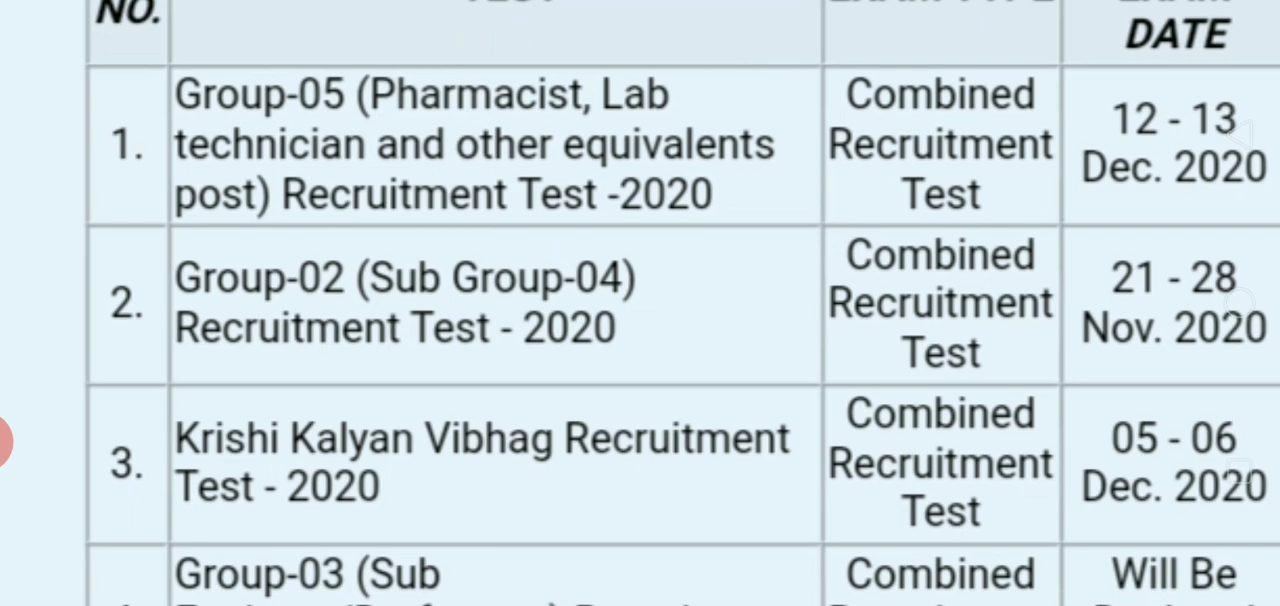 NO.
DATE
1.
Group-05 (Pharmacist, Lab
technician and other equivalents
post) Recruitment Test -2020
Combined
Recruitment
Test
12 - 13
Dec. 2020
2.
Group-02 (Sub Group-04)
Recruitment Test - 2020
Combined
Recruitment
Test
21 - 28
Nov. 2020
3.
Krishi Kalyan Vibhag Recruitment
Test - 2020
Combined
Recruitment
Test
05 - 06
Dec. 2020
Group-03 (Sub
Combined
Will Be